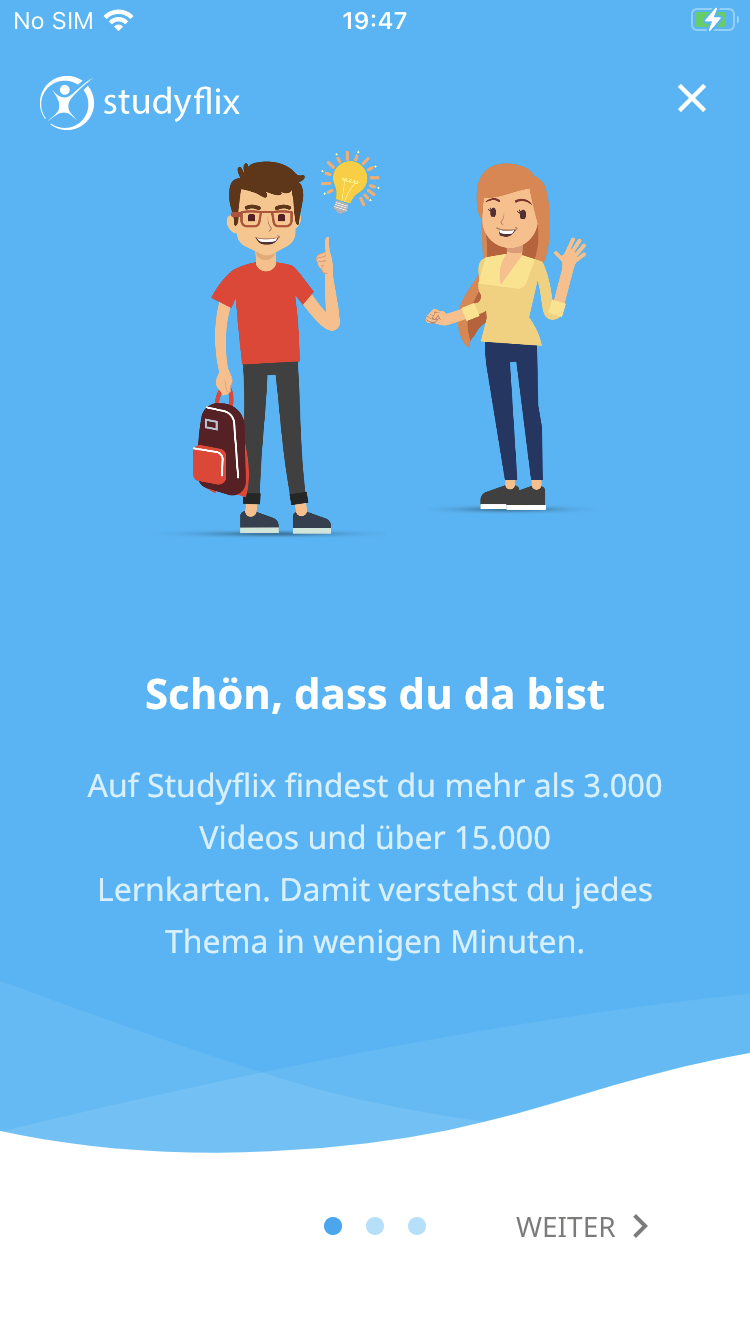 No SIM 19:47
studyflix
Schön, dass du da bist
Auf Studyflix findest du mehr als 3.000
Videos und über 15.000
Lernkarten. Damit verstehst du jedes
Thema in wenigen Minuten.
WEITER